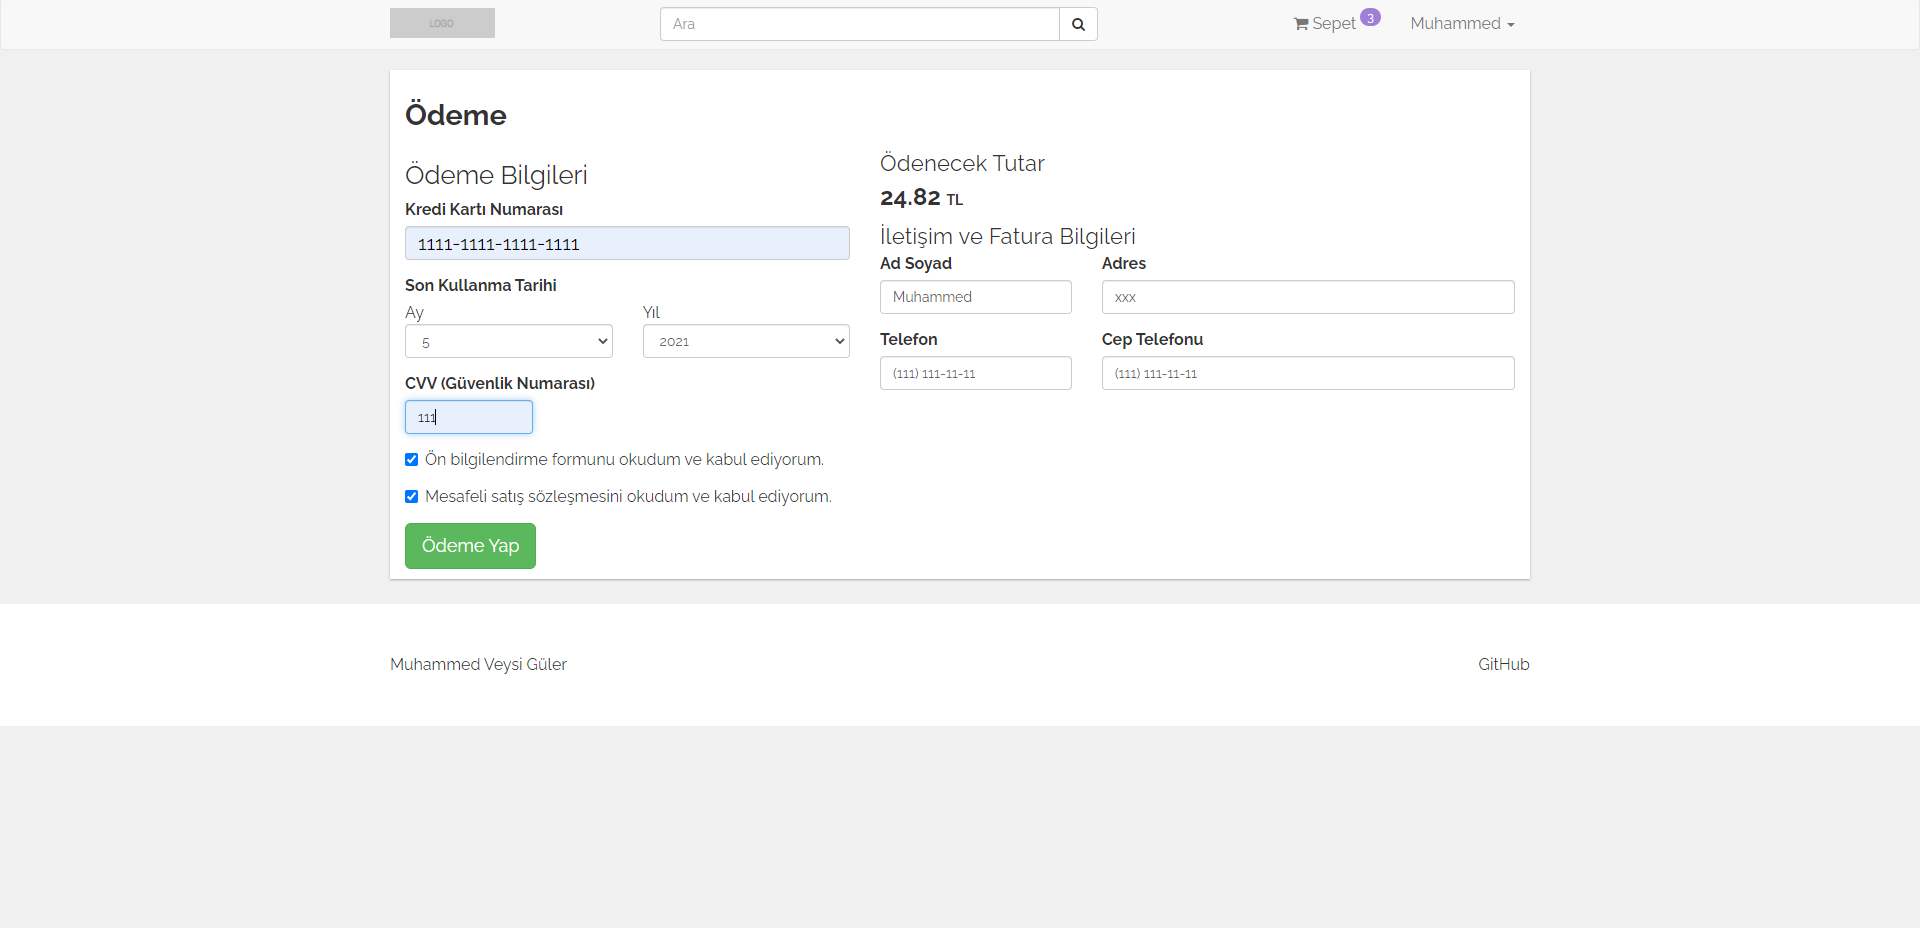 LOGO
Ara
Sepet 3
Muhammed
Ödeme
Ödeme Bilgileri
Kredi Kartı Numarası
1111-1111-1111-1111
Son Kullanma Tarihi
Ay
Yıl
5
2021
CVV (Güvenlik Numarası)
111
Ön bilgilendirme formunu okudum ve kabul ediyorum.
Mesafeli satış sözleşmesini okudum ve kabul ediyorum.
Ödeme Yap
Ödenecek Tutar
24.82 TL
İletişim ve Fatura Bilgileri
Ad Soyad
Adres
Muhammed
xxx
Telefon
Cep Telefonu
(111) 111-11-11
(111) 111-11-11
Muhammed Veysi Güler
GitHub